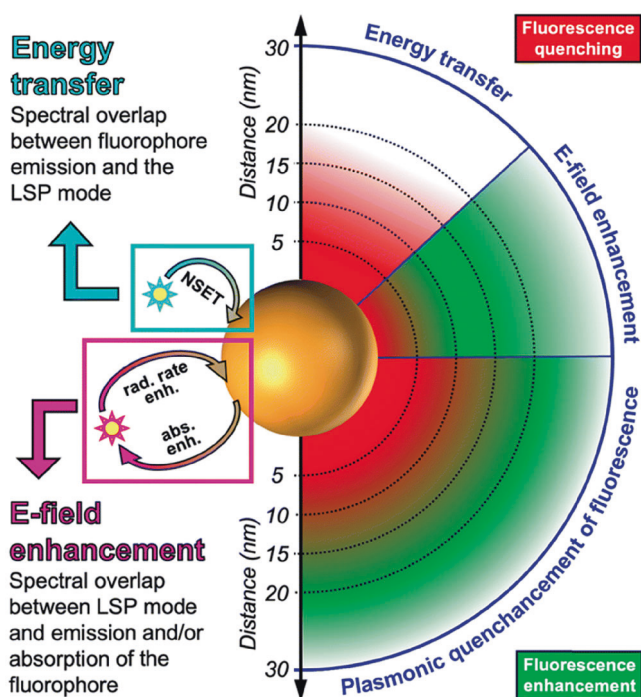 Energy
transfer
Spectral overlap
between fluorophore
emission and the
LSP mode
NSET
rad. rate
enh.
abs.
enh.
E-field
enhancement
Spectral overlap
between LSP mode
and emission and/or
absorption of the
fluorophore
Fluorescence
quenching
Energy transfer
E-field enhancement
Plasmonic quenchancement of fluorescence
Distance (nm)
30
20
15
10
5
5
10
15
20
30
Distance (nm)
Fluorescence
enhancement